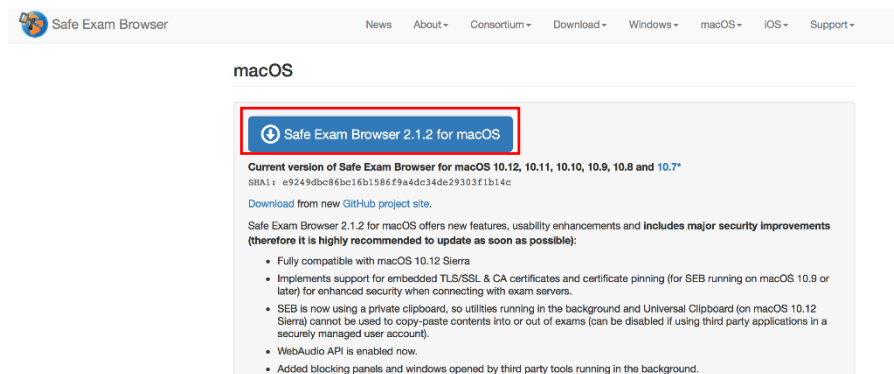 Safe Exam Browser News About Consortium Download Windows macOS iOS Support
macOS
Safe Exam Browser 2.1.2 for macOS
Current version of Safe Exam Browser for macOS 10.12, 10.11, 10.10, 10.9, 10.8 and 10.7*
SHA1: e9249dbc86bc16b1586f9a4dc34de29303f1b14c
Download from new GitHub project site.
Safe Exam Browser 2.1.2 for macOS offers new features, usability enhancements and includes major security improvements
(therefore it is highly recommended to update as soon as possible):
• Fully compatible with macOS 10.12 Sierra
• Implements support for embedded TLS/SSL & CA certificates and certificate pinning (for SEB running on macOS 10.9 or
later) for enhanced security when connecting with exam servers.
• SEB is now using a private clipboard, so utilities running in the background and Universal Clipboard (on macOS 10.12
Sierra) cannot be used to copy-paste contents into or out of exams (can be disabled if using third party applications in a
securely managed user account).
• WebAudio API is enabled now.
• Added blocking panels and windows opened by third party tools running in the background.